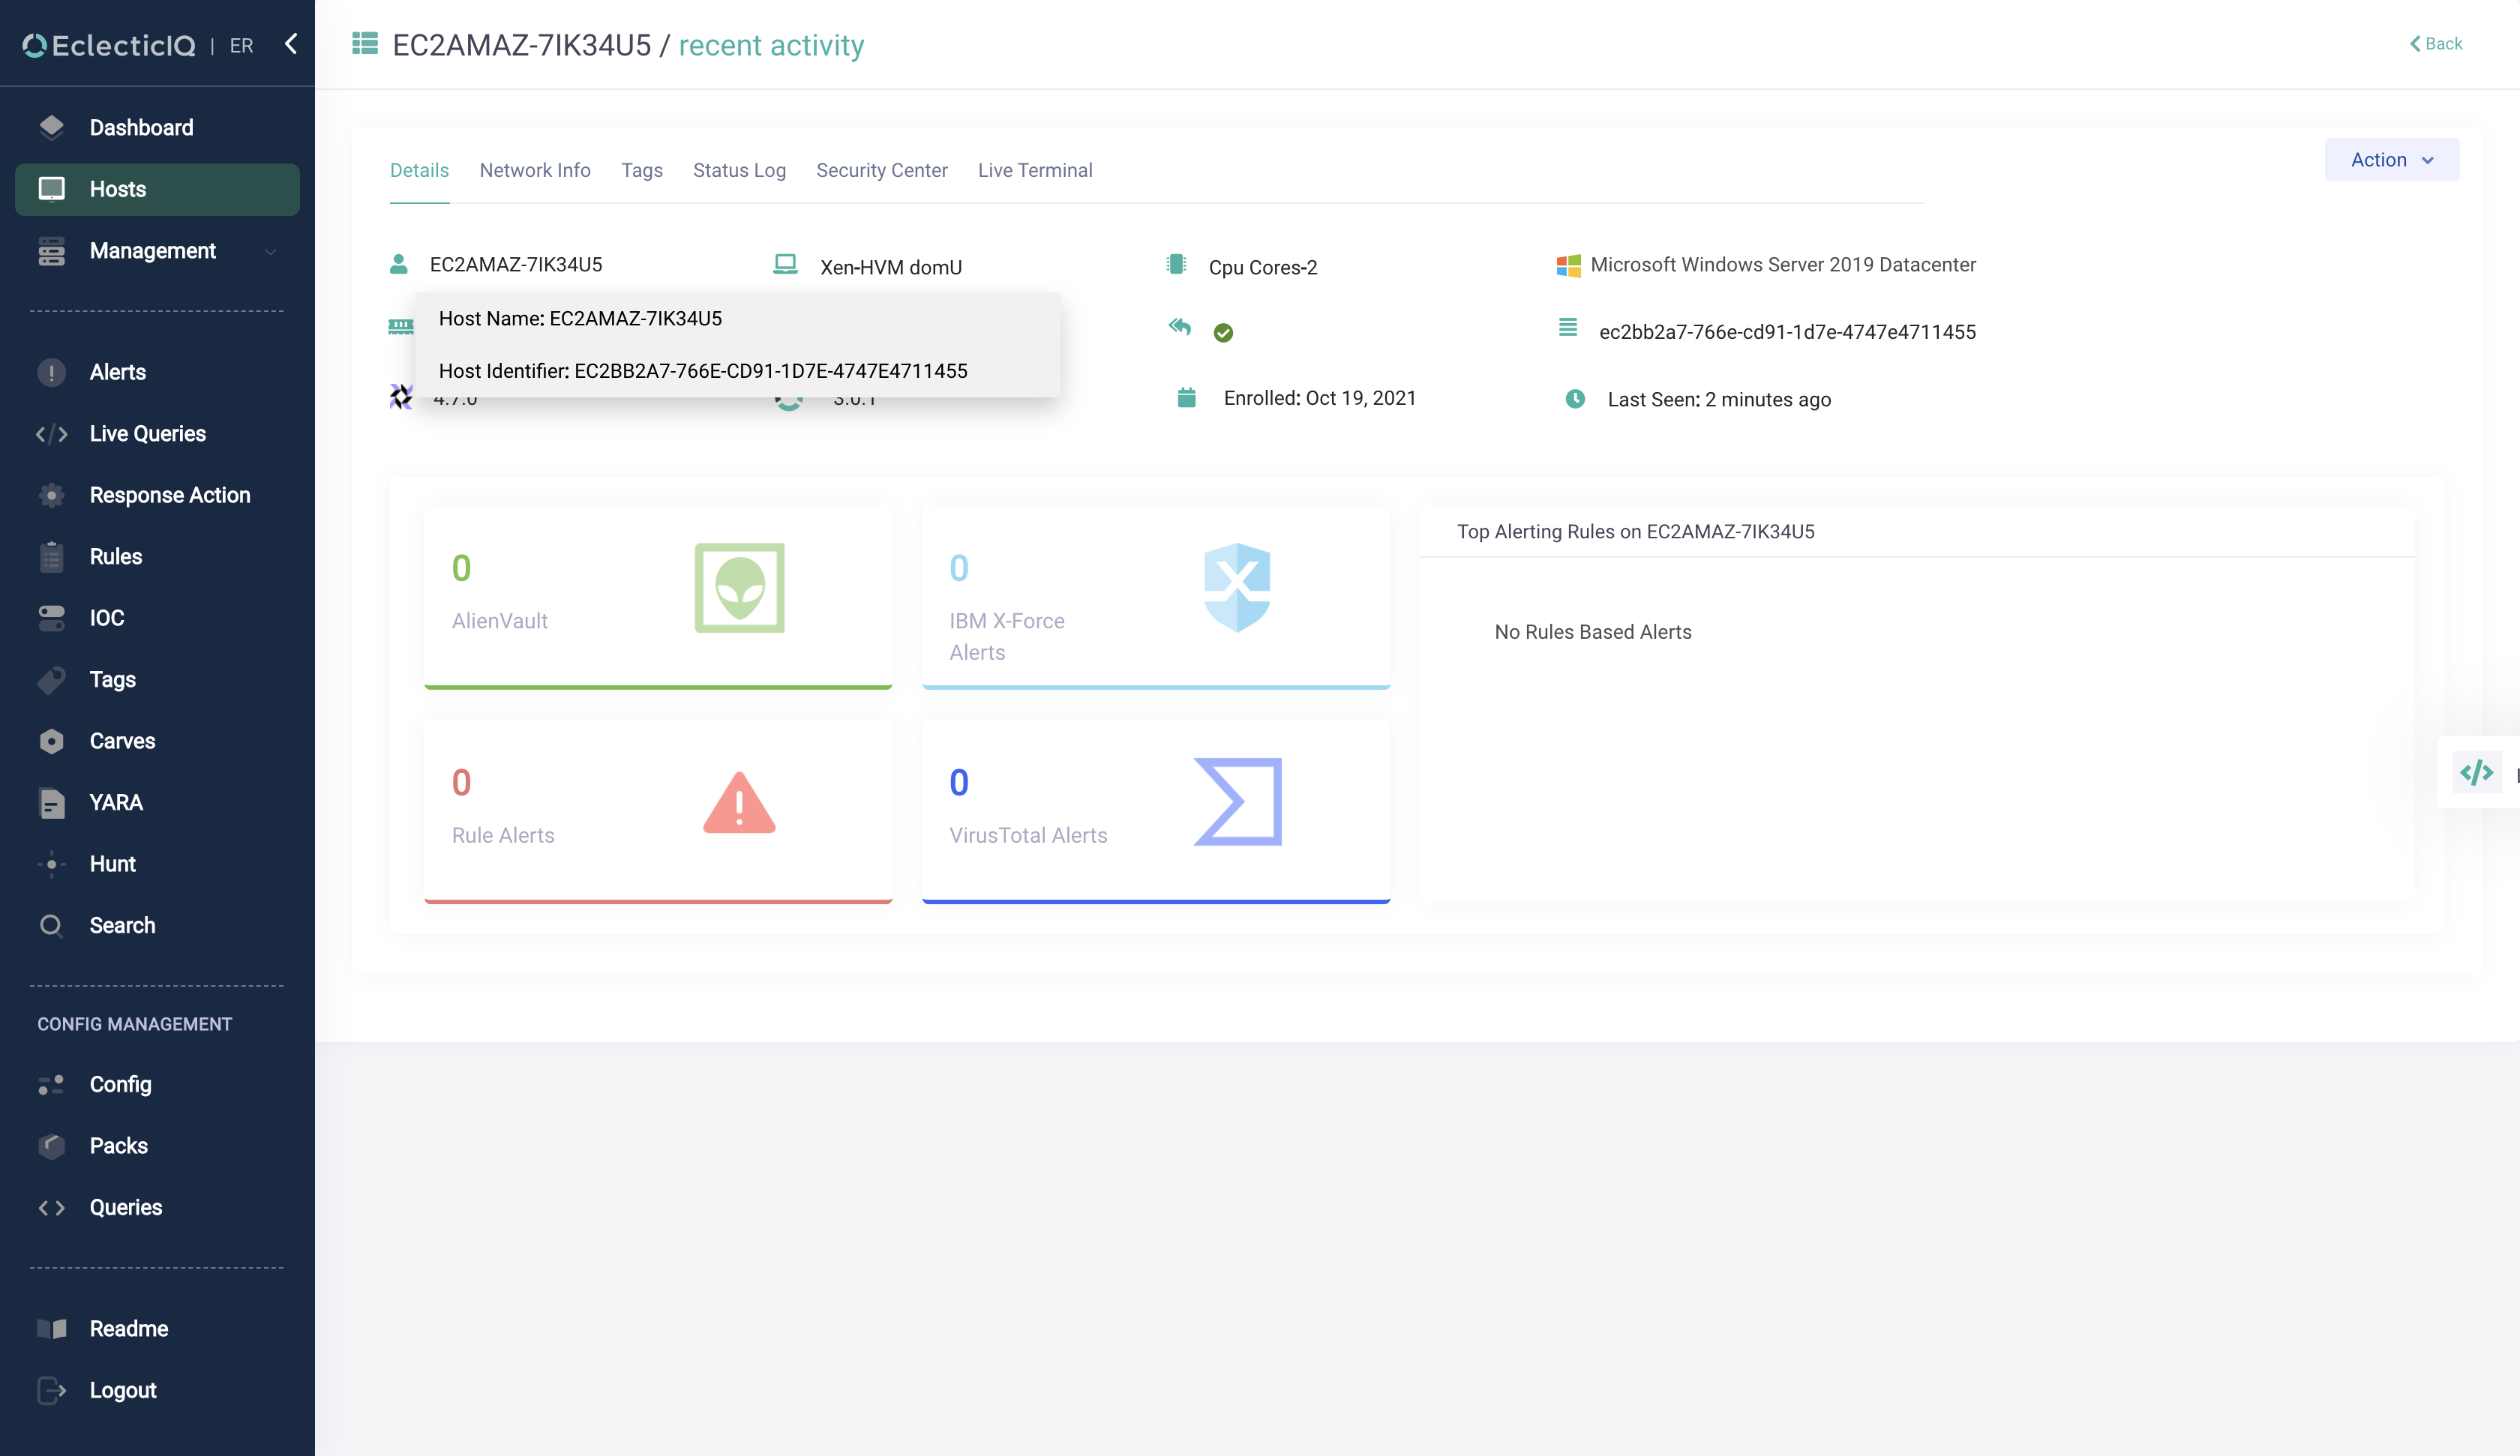 EclecticIQ | ER
EC2AMAZ-7IK34U5 / recent activity
Back
Dashboard
Hosts
Management
Alerts
Live Queries
Response Action
Rules
IOC
Tags
Carves
YARA
Hunt
Search
CONFIG MANAGEMENT
Config
Packs
Queries
Readme
Logout
Details Network Info Tags Status Log Security Center Live Terminal
Action
EC2AMAZ-7IK34U5
Xen-HVM domU
Cpu Cores-2
Microsoft Windows Server 2019 Datacenter
Host Name: EC2AMAZ-7IK34U5
Host Identifier: EC2BB2A7-766E-CD91-1D7E-4747E4711455
ec2bb2a7-766e-cd91-1d7e-4747e4711455
4.7.0
3.0.1
Enrolled: Oct 19, 2021
Last Seen: 2 minutes ago
0
AlienVault
0
IBM X-Force
Alerts
0
Rule Alerts
0
VirusTotal Alerts
Top Alerting Rules on EC2AMAZ-7IK34U5
No Rules Based Alerts